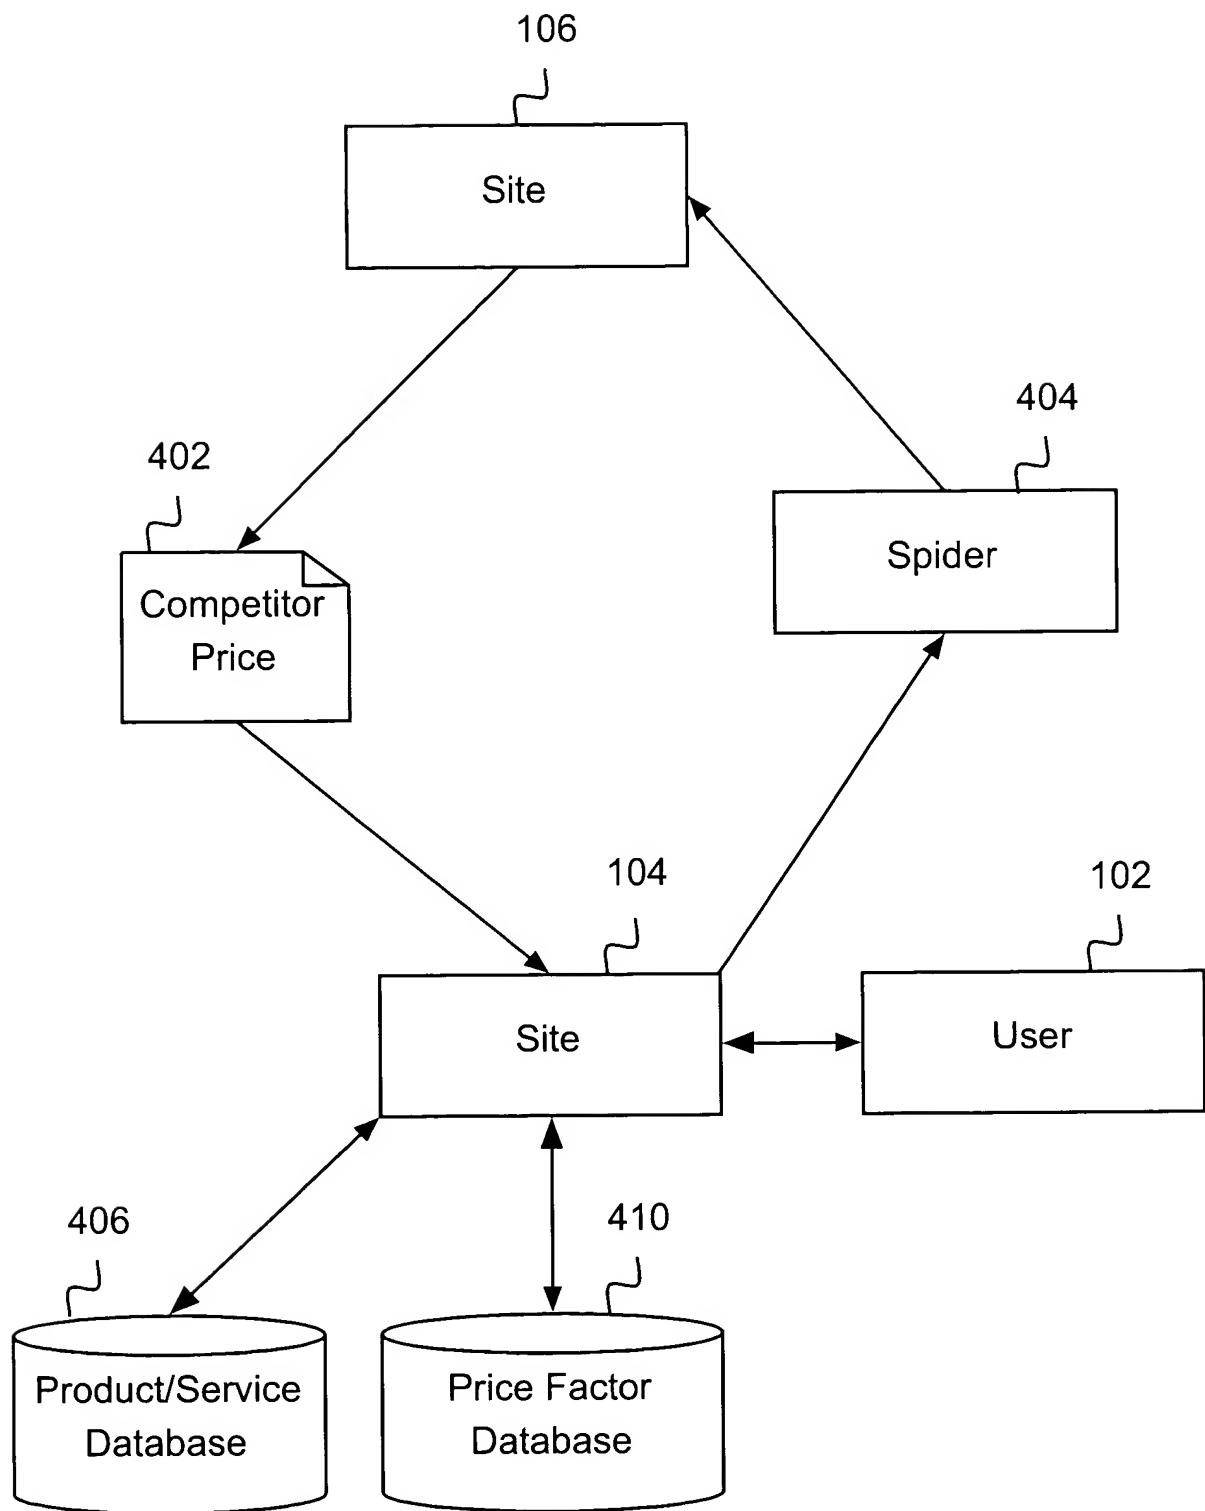 106
Site
404
402
Spider
Competitor
Price
104
102
Site
User
406
410
Product/Service
Database
Price Factor
Database